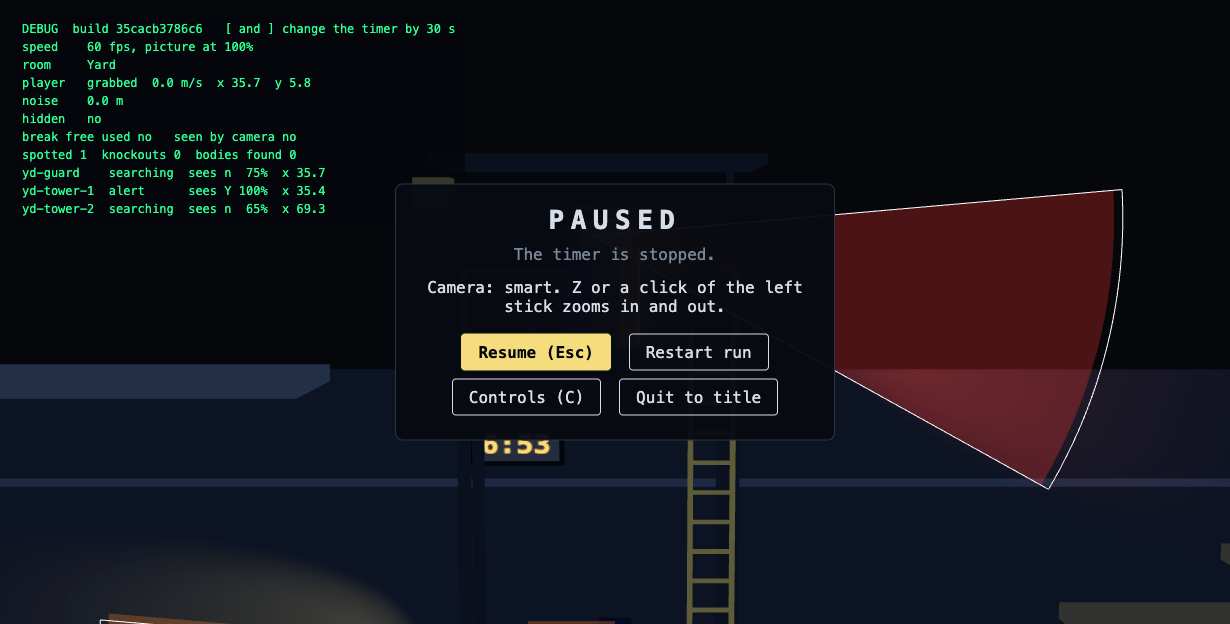 DEBUG  build 35cacb3786c6   [ and ] change the timer by 30 s
speed    60 fps, picture at 100%
room     Yard
player   grabbed  0.0 m/s  x 35.7  y 5.8
noise    0.0 m
hidden   no
break free used no   seen by camera no
spotted 1  knockouts 0  bodies found 0
yd-guard    searching  sees n  75%  x 35.7
yd-tower-1  alert      sees Y 100%  x 35.4
yd-tower-2  searching  sees n  65%  x 69.3
PAUSED
The timer is stopped.
Camera: smart. Z or a click of the left
stick zooms in and out.
Resume (Esc)
Restart run
Controls (C)
Quit to title
6:53